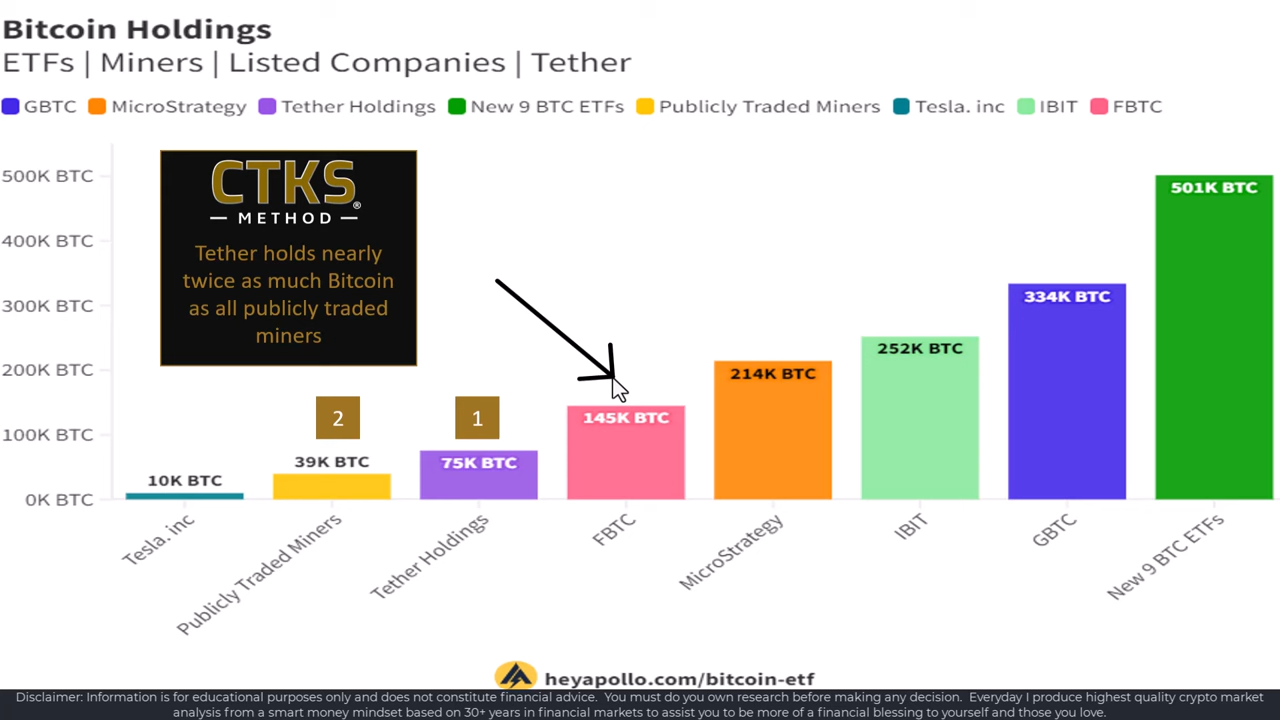 Bitcoin Holdings
ETFs | Miners | Listed Companies | Tether
GBTC MicroStrategy Tether Holdings New 9 BTC ETFs Publicly Traded Miners Tesla. inc IBIT FBTC
500K BTC
400K BTC
300K BTC
200K BTC
100K BTC
0K BTC
CTKS®
METHOD
Tether holds nearly
twice as much Bitcoin
as all publicly traded
miners
2
1
10K BTC
39K BTC
75K BTC
145K BTC
214K BTC
252K BTC
334K BTC
501K BTC
Tesla. inc
Publicly Traded Miners
Tether Holdings
FBTC
MicroStrategy
IBIT
GBTC
New 9 BTC ETFs
heyapollo.com/bitcoin-etf
Disclaimer: Information is for educational purposes only and does not constitute financial advice. You must do you own research before making any decision. Everyday I produce highest quality crypto market
analysis from a smart money mindset based on 30+ years in financial markets to assist you to be more of a financial blessing to yourself and those you love.